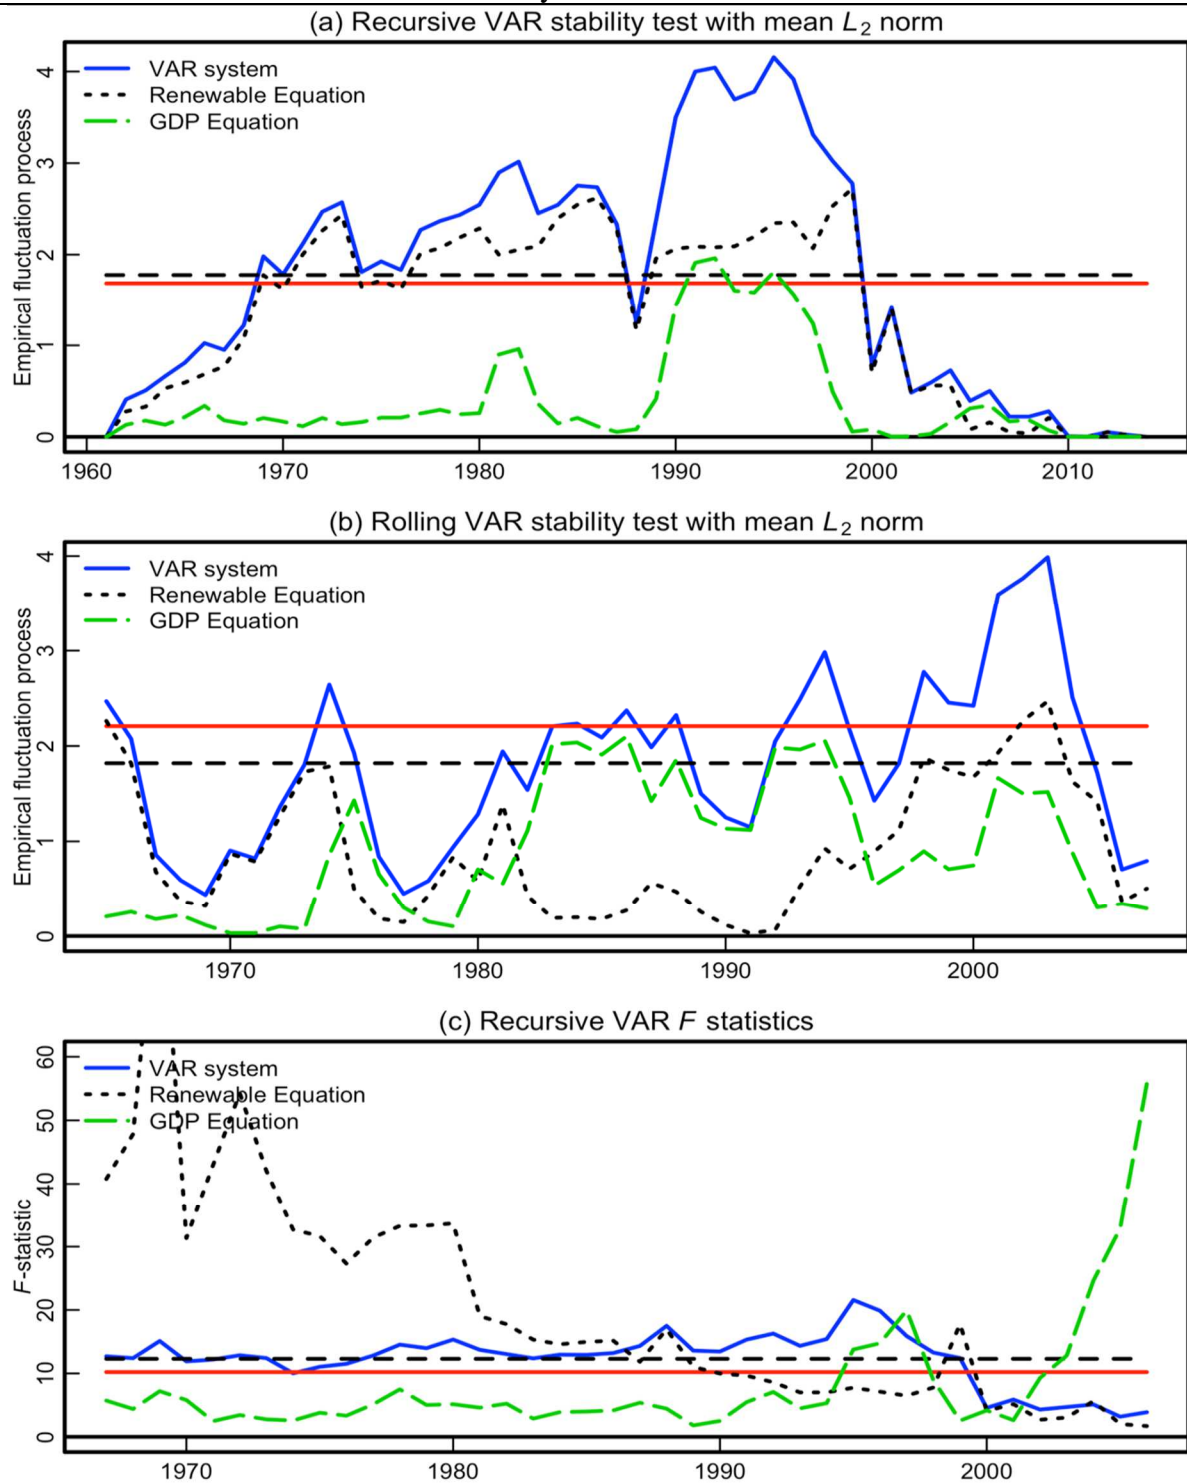 (a) Recursive VAR stability test with mean L2 norm
VAR system
Renewable Equation
GDP Equation
Empirical fluctuation process
4
3
2
1
0
1960 1970 1980 1990 2000 2010
(b) Rolling VAR stability test with mean L2 norm
VAR system
Renewable Equation
GDP Equation
Empirical fluctuation process
4
3
2
1
0
1970 1980 1990 2000
(c) Recursive VAR F statistics
VAR system
Renewable Equation
GDP Equation
F-statistic
60
50
40
30
20
10
0
1970 1980 1990 2000